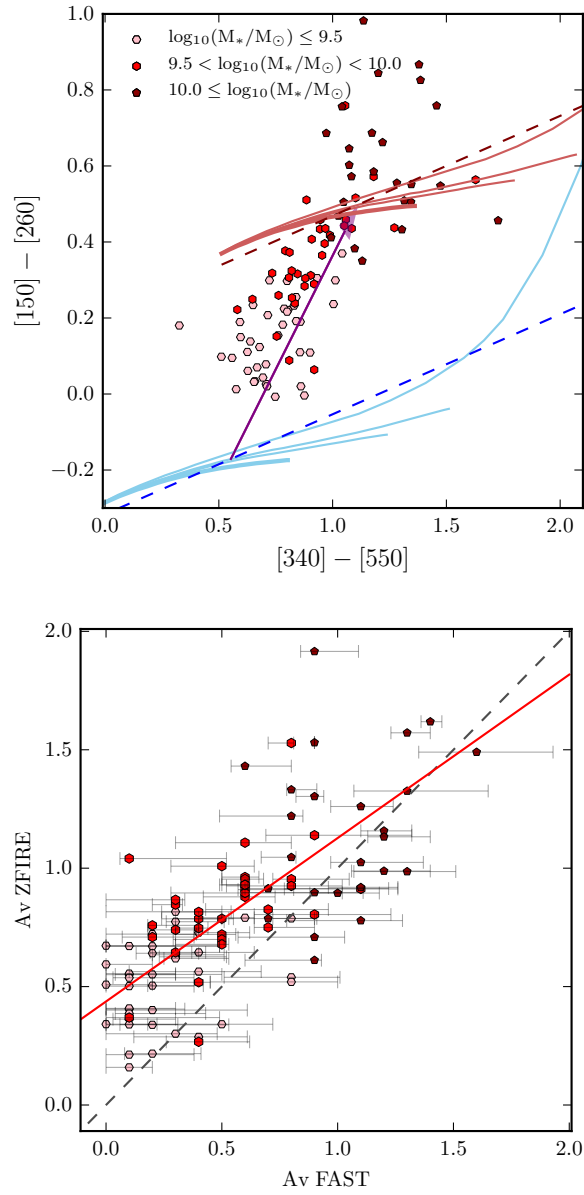 1.0
log₁₀(M∗/M⊙) ≤ 9.5
9.5 < log₁₀(M∗/M⊙) < 10.0
10.0 ≤ log₁₀(M∗/M⊙)
0.8
0.6
0.4
0.2
0.0
−0.2
[150] − [260]
0.0 0.5 1.0 1.5 2.0
[340] − [550]
2.0
1.5
1.0
0.5
0.0
Av ZFIRE
0.0 0.5 1.0 1.5 2.0
Av FAST